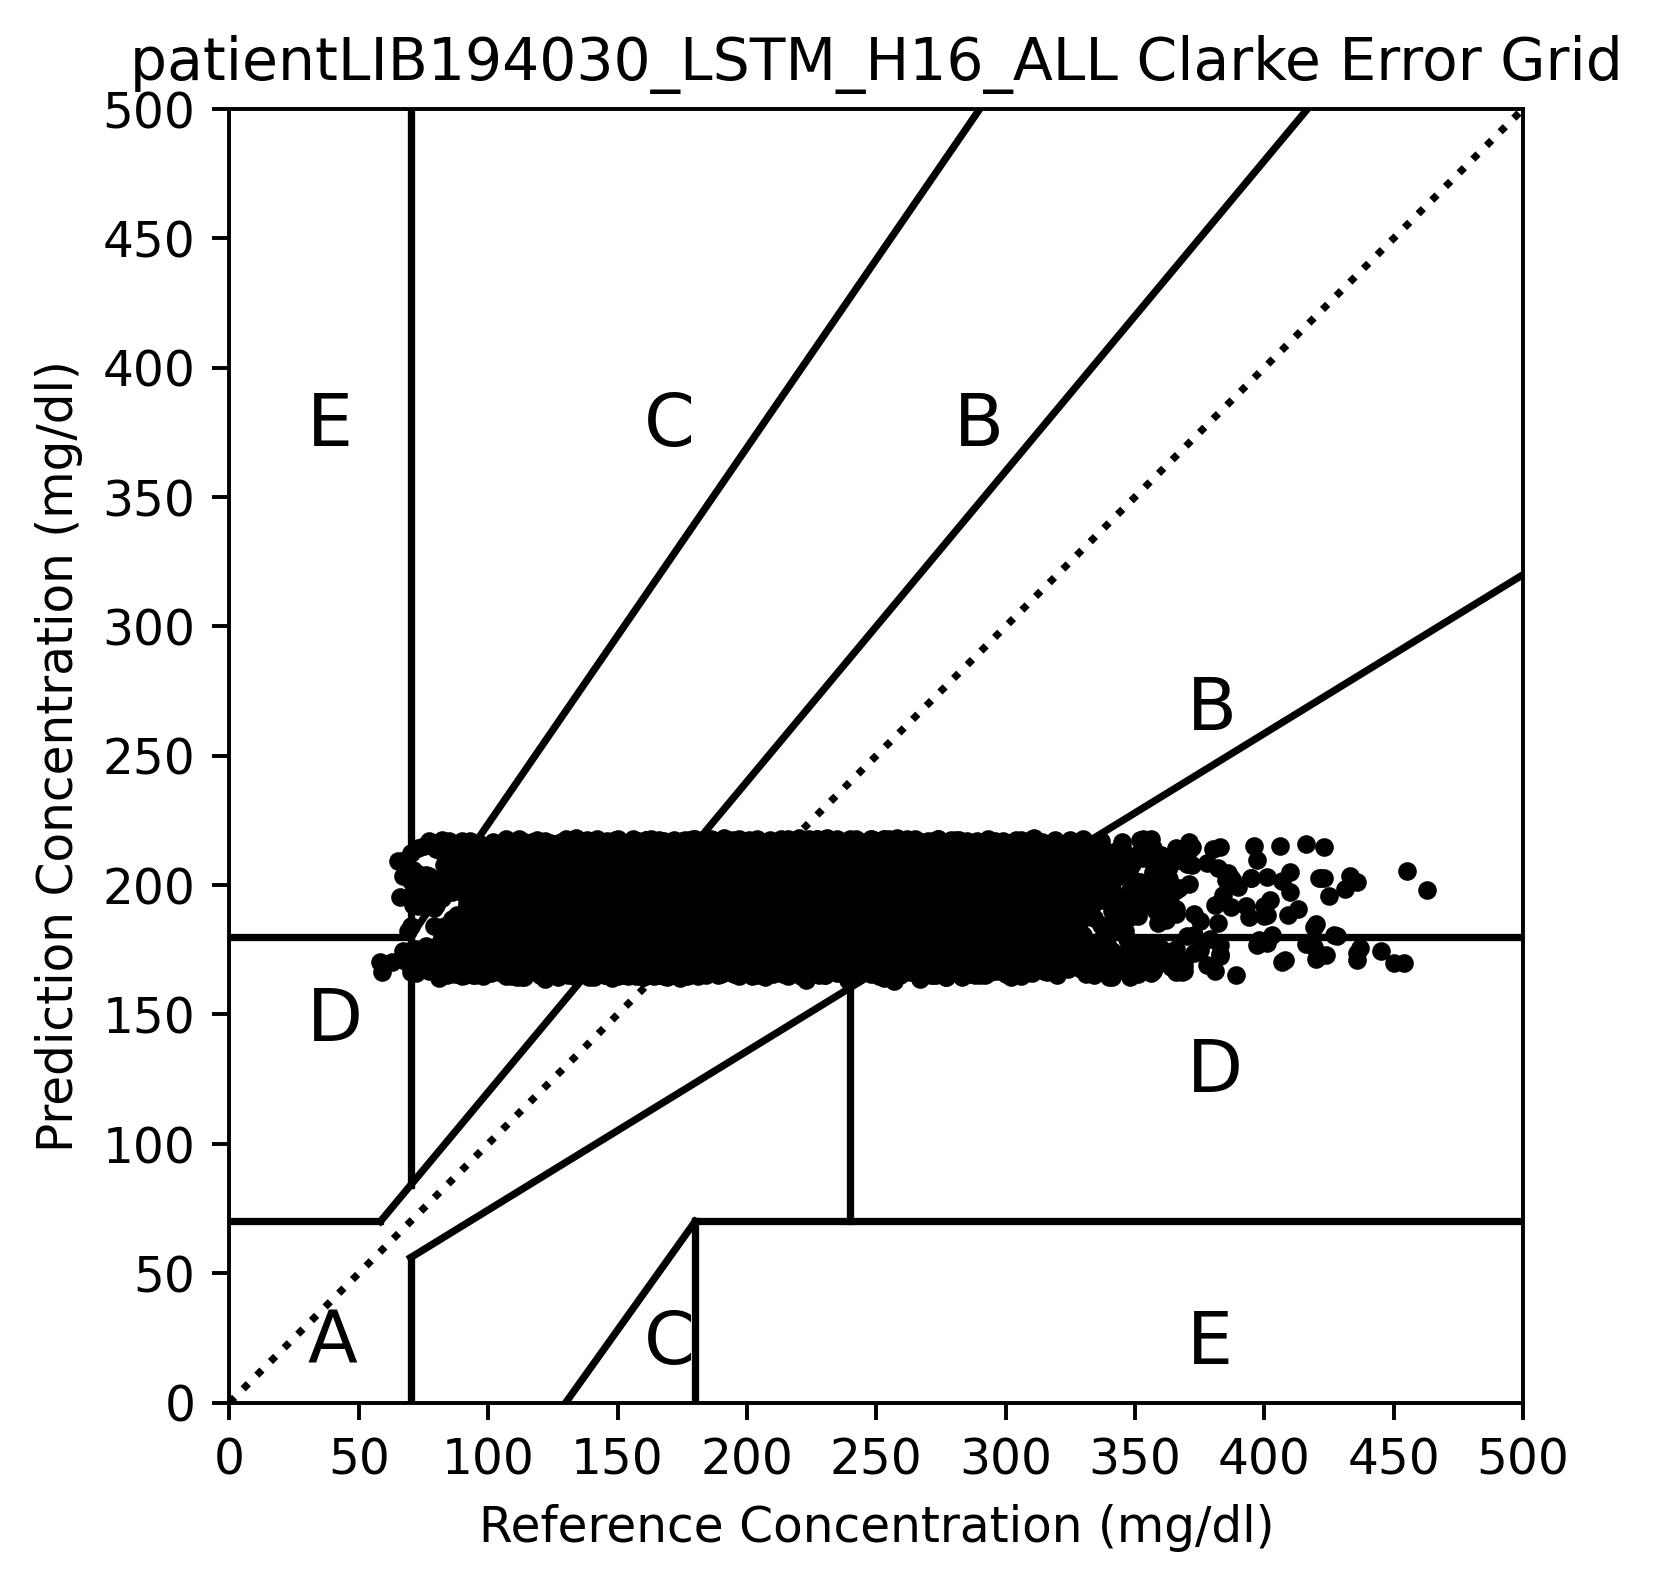 patientLIB194030_LSTM_H16_ALL Clarke Error Grid
500
450
400
350
300
250
200
150
100
50
0
Prediction Concentration (mg/dl)
E
C
B
B
D
D
A
C
E
0 50 100 150 200 250 300 350 400 450 500
Reference Concentration (mg/dl)